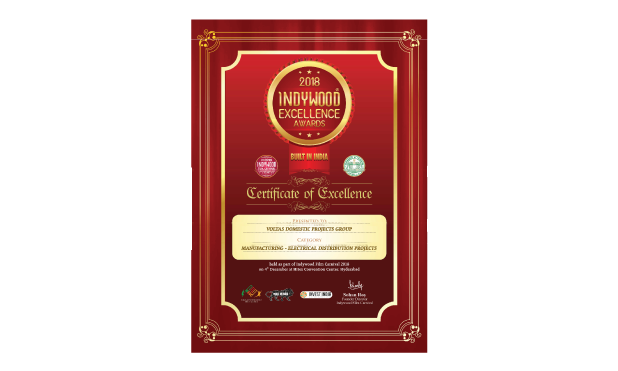 2018
INDYWOOD
EXCELLENCE
AWARDS
BUILT IN INDIA
INDYWOOD
Certificate of Excellence
PRESENTED TO
VOLTAS DOMESTIC PROJECTS GROUP
CATEGORY
MANUFACTURING - ELECTRICAL DISTRIBUTION PROJECTS
held as part of Indywood Film Carnival 2018
on 4th December at Hitex Convention Center, Hyderabad
INVEST INDIA
Sohan Roy
Founder Director
Indywood Film Carnival